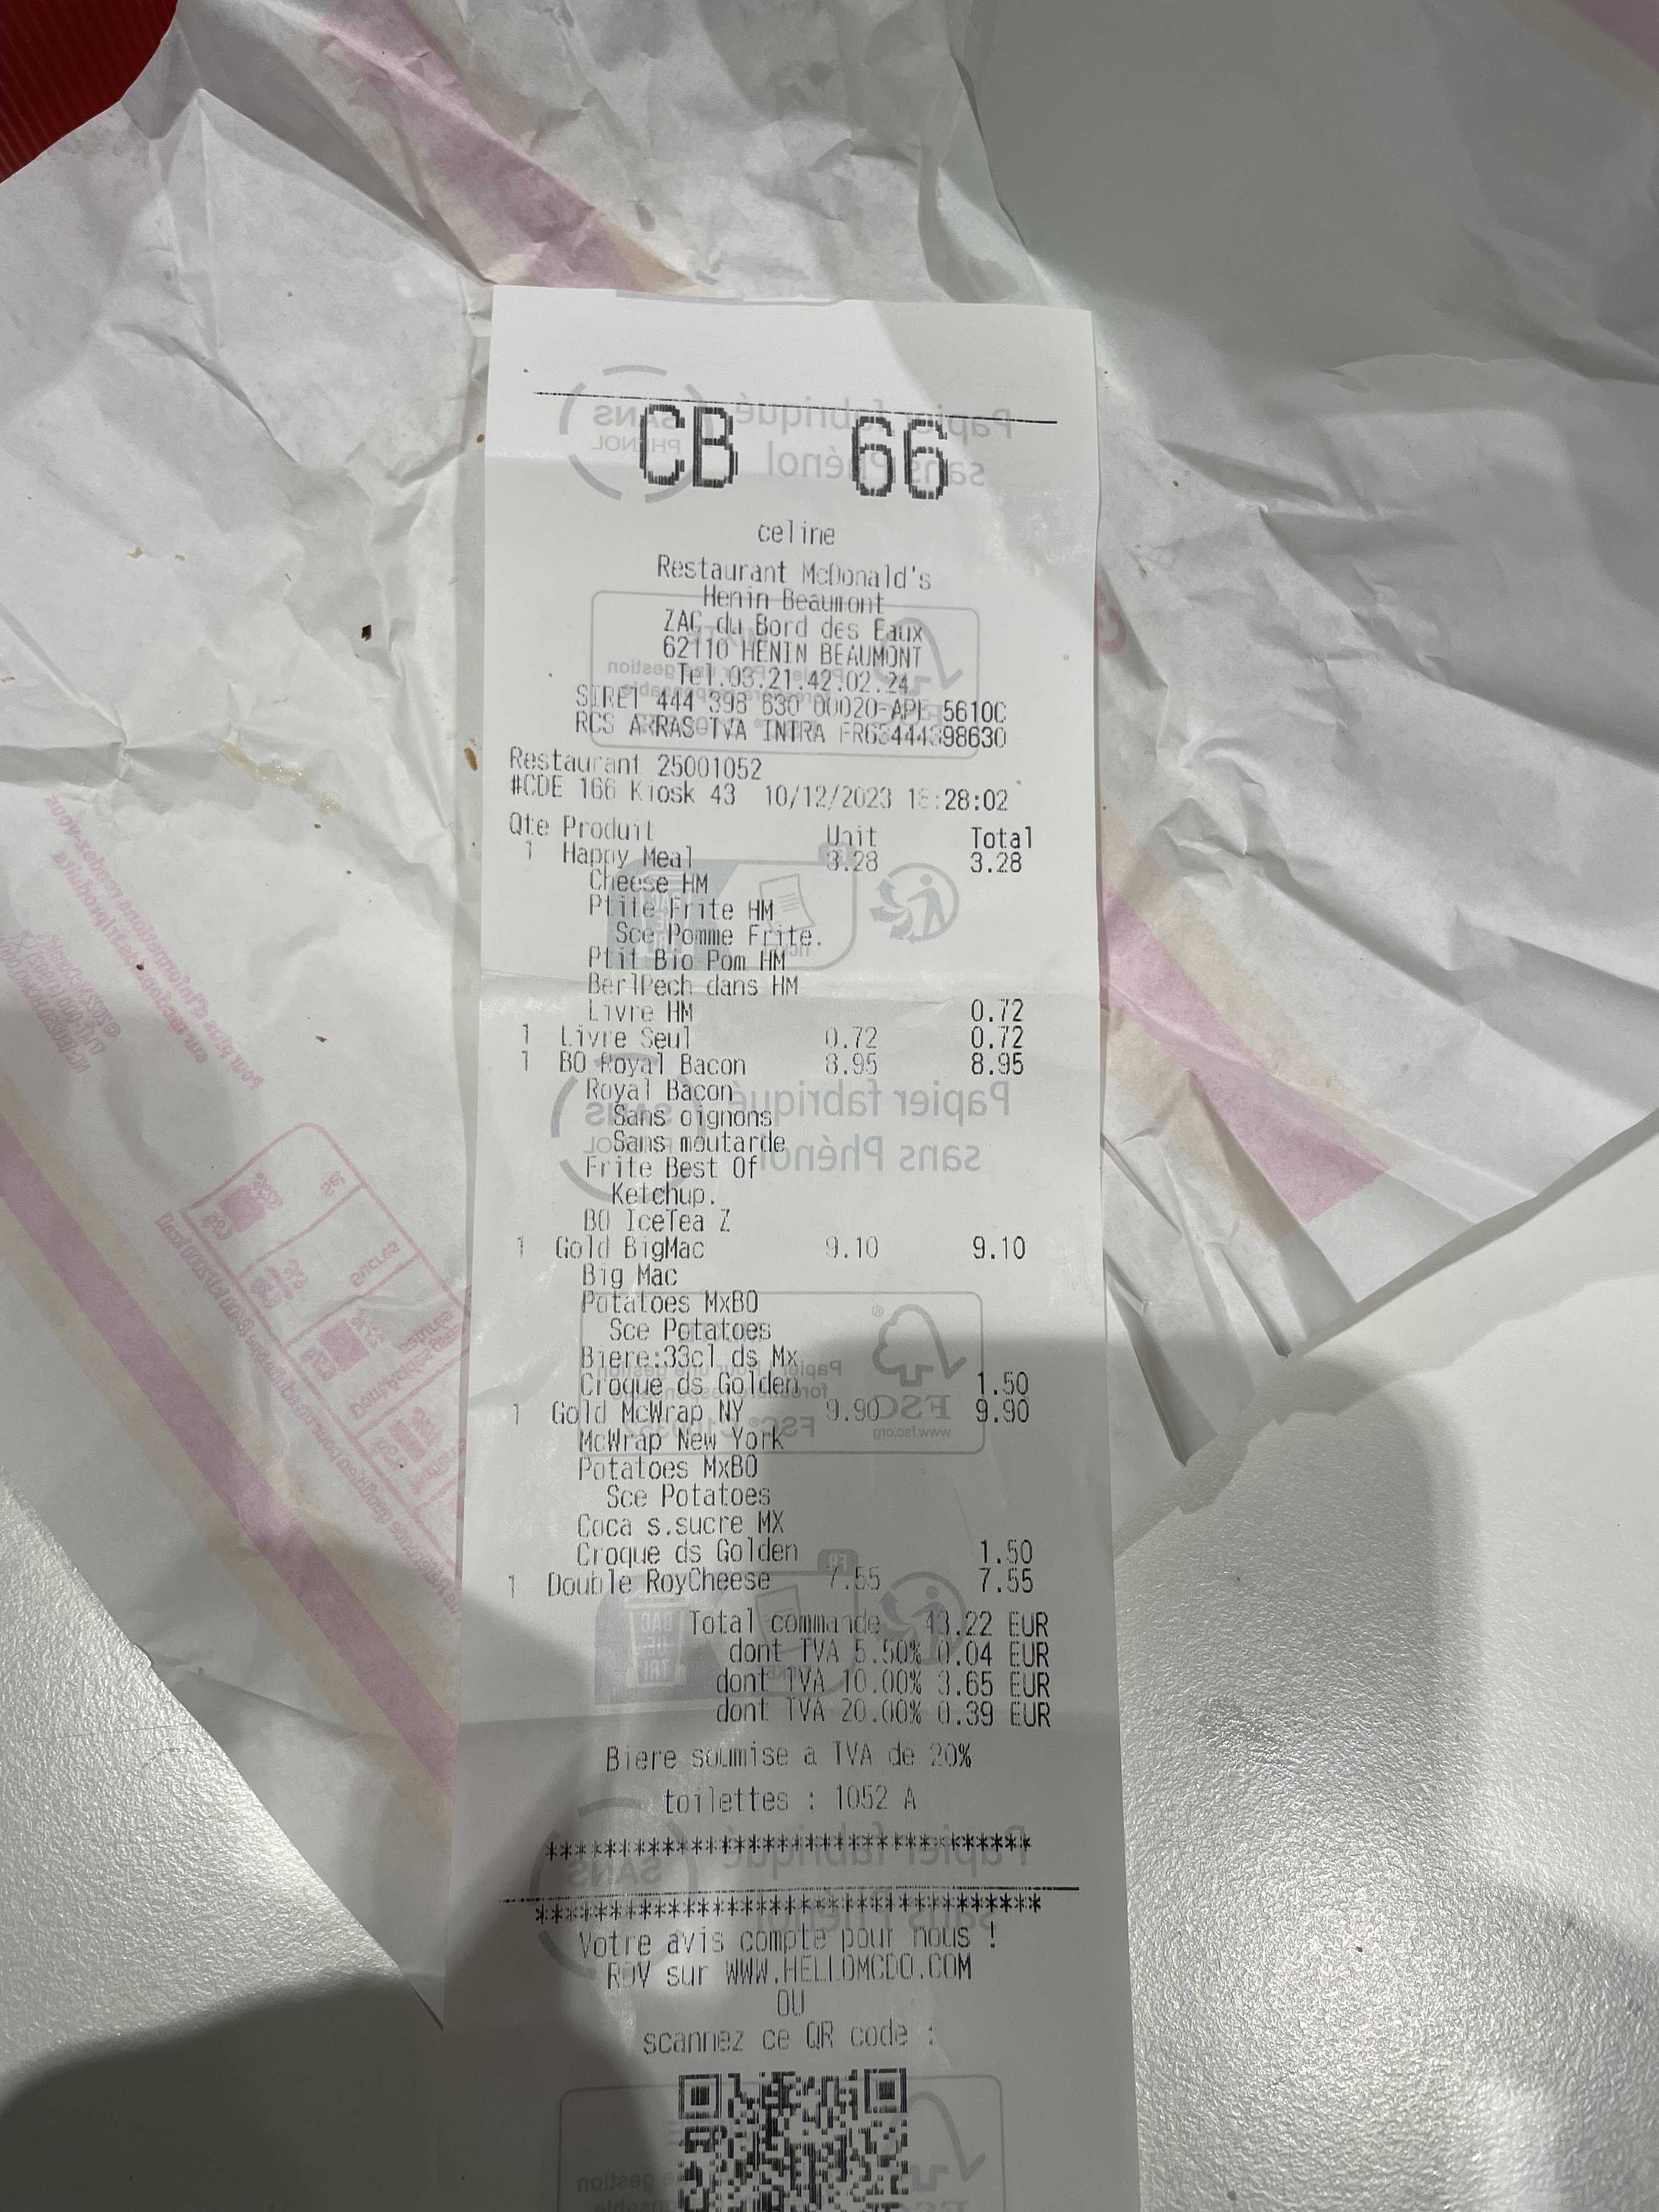 CB 66
celine
Restaurant McDonald's
Henin Beaumont
ZAC du Bord des Eaux
62110 HENIN BEAUMONT
Tel.03.21.42.02.24
SIRET 444 398 630 00020-APE 5610C
RCS ARRAS TVA INTRA FR63444398630
Restaurant 25001052
#CDE 166 Kiosk 43 10/12/2023 :28:02
Qte Produit Unit Total
1 Happy Meal 3.28 3.28
Cheese HM
Ptite Frite HM
Sce Pomme Frite.
Ptit Bio Pom HM
BerlPech dans HM
Livre HM 0.72
1 Livre Seul 0.72 0.72
1 BO Royal Bacon 8.95 8.95
Royal Bacon
Sans oignons
Sans moutarde
Frite Best Of
Ketchup.
BO IceTea Z
1 Gold BigMac 9.10 9.10
Big Mac
Potatoes MxBO
Sce Potatoes
Biere:33cl ds Mx
Croque ds Golden 1.50
1 Gold McWrap NY 9.90 9.90
McWrap New York
Potatoes MxBO
Sce Potatoes
Coca s.sucre MX
Croque ds Golden 1.50
1 Double RoyCheese 7.55 7.55
Total commande 43.22 EUR
dont TVA 5.50% 0.04 EUR
dont TVA 10.00% 3.65 EUR
dont TVA 20.00% 0.39 EUR
Biere soumise a TVA de 20%
toilettes : 1052 A
Votre avis compte pour nous !
RDV sur WWW.HELLOMCDO.COM
OU
scannez ce QR code :